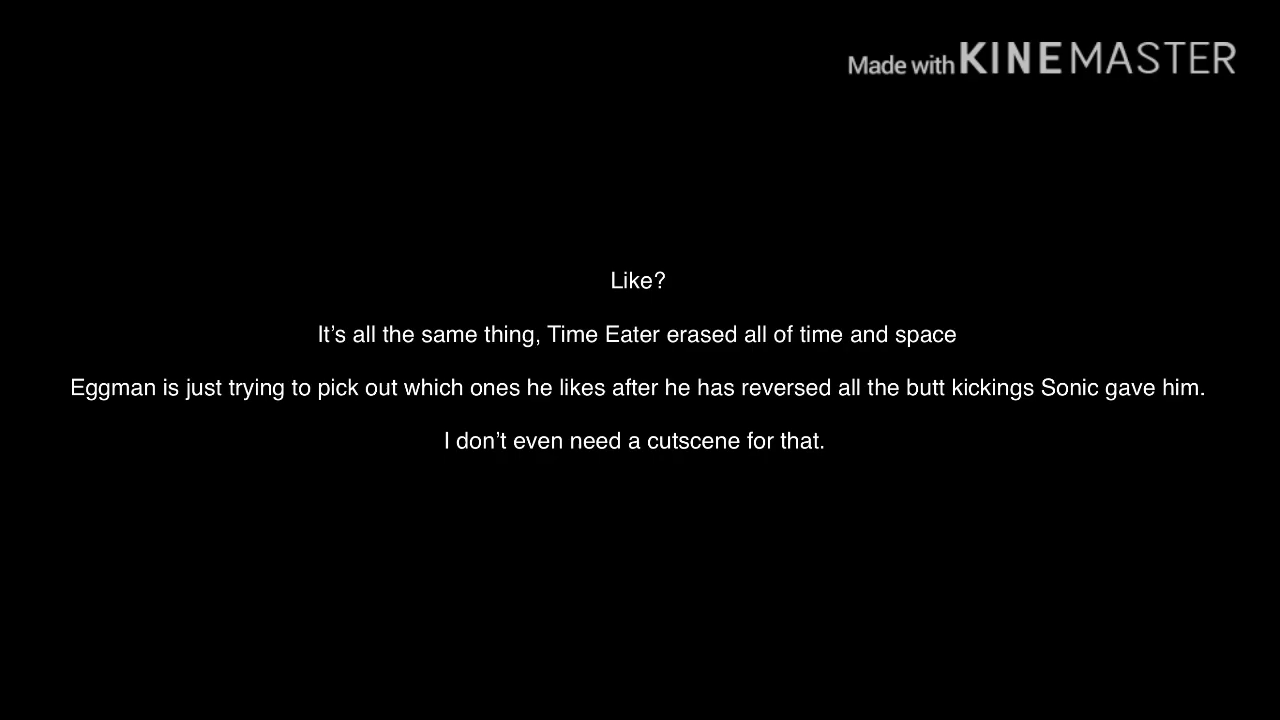 Made with KINEMASTER
Like?
It’s all the same thing, Time Eater erased all of time and space
Eggman is just trying to pick out which ones he likes after he has reversed all the butt kickings Sonic gave him.
I don’t even need a cutscene for that.